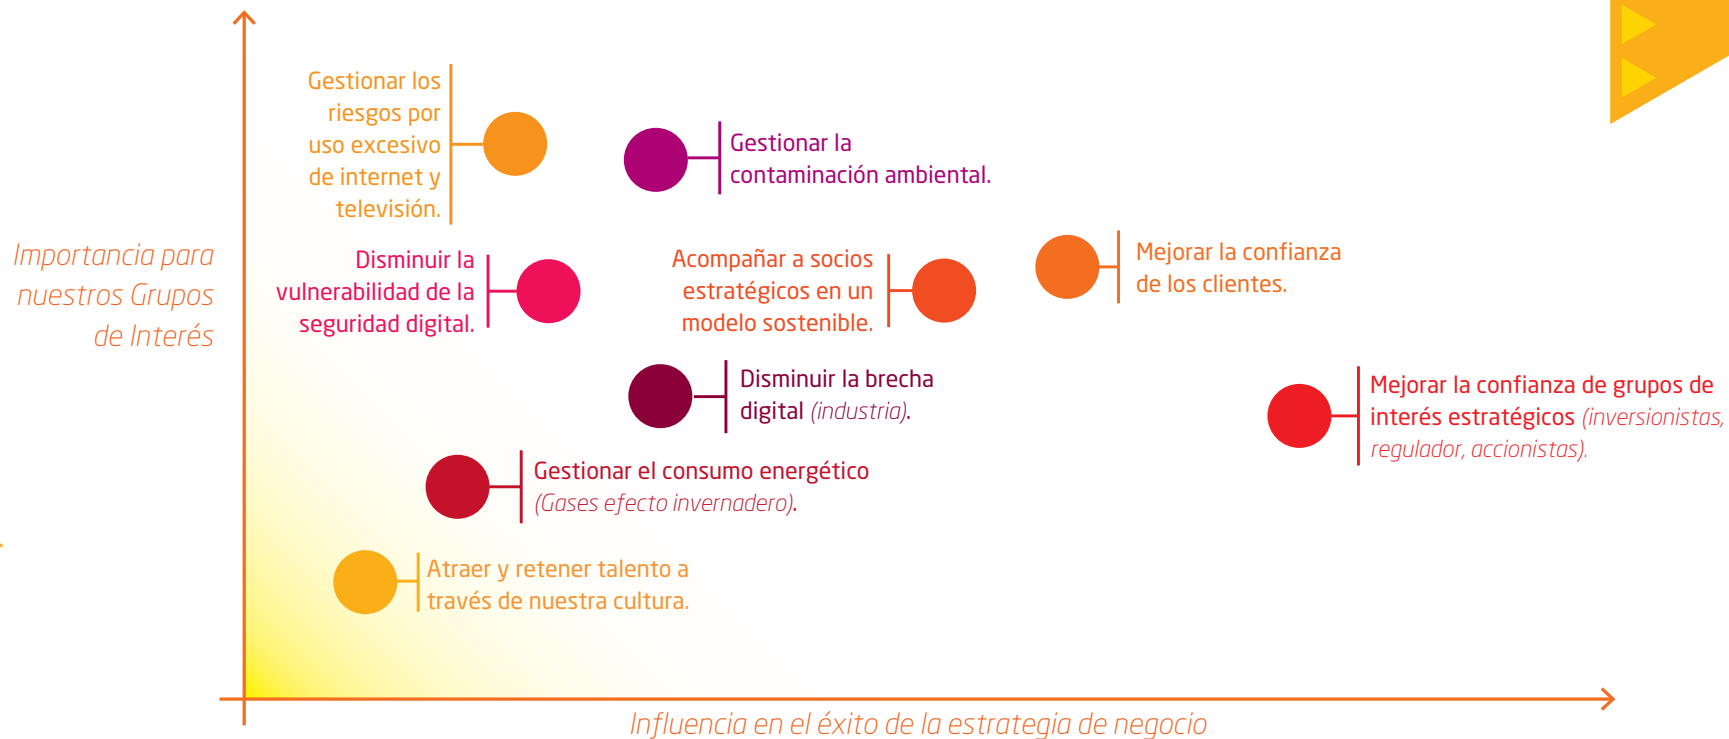 Gestionar los
riesgos por
uso excesivo
de internet y
televisión.
Gestionar la
contaminación ambiental.
Importancia para
nuestros Grupos
de Interés
Disminuir la
vulnerabilidad de la
seguridad digital.
Acompañar a socios
estratégicos en un
modelo sostenible.
Mejorar la confianza
de los clientes.
Disminuir la brecha
digital (industria).
Mejorar la confianza de grupos de
interés estratégicos (inversionistas,
regulador, accionistas).
Gestionar el consumo energético
(Gases efecto invernadero).
Atraer y retener talento a
través de nuestra cultura.
Influencia en el éxito de la estrategia de negocio